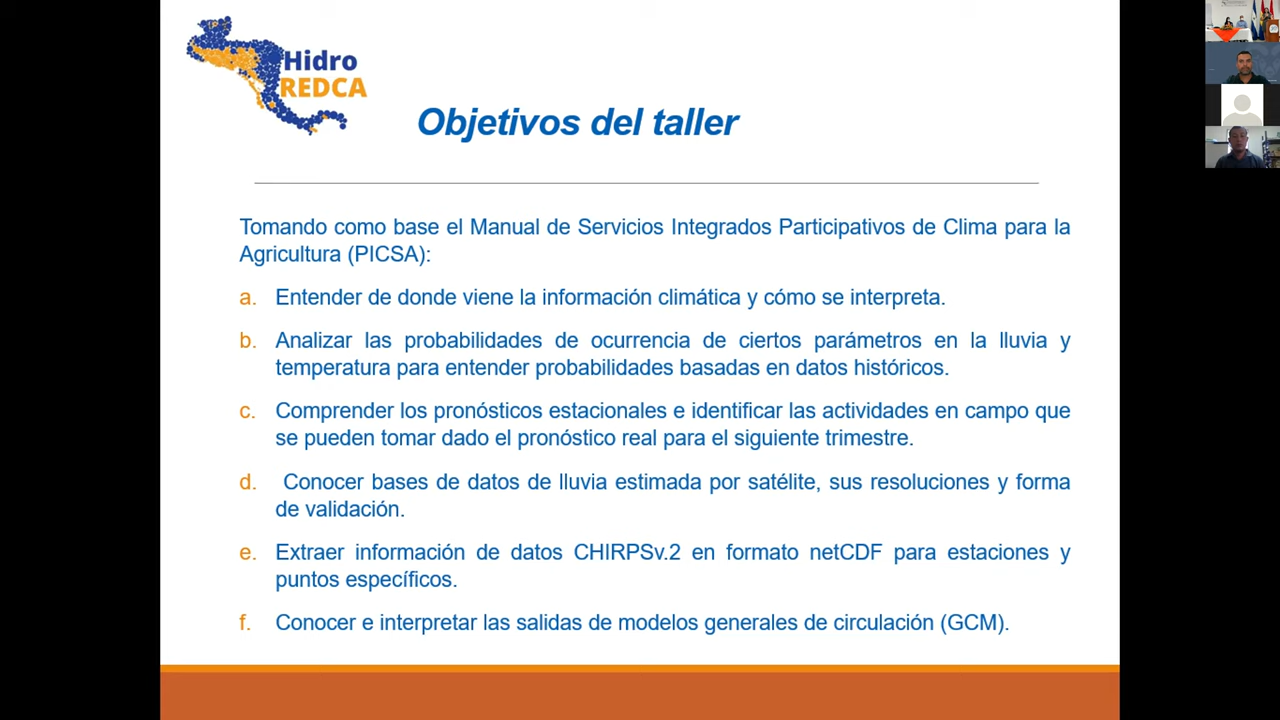 Hidro
REDCA
Objetivos del taller
Tomando como base el Manual de Servicios Integrados Participativos de Clima para la
Agricultura (PICSA):
a. Entender de donde viene la información climática y cómo se interpreta.
b. Analizar las probabilidades de ocurrencia de ciertos parámetros en la lluvia y
temperatura para entender probabilidades basadas en datos históricos.
c. Comprender los pronósticos estacionales e identificar las actividades en campo que
se pueden tomar dado el pronóstico real para el siguiente trimestre.
d. Conocer bases de datos de lluvia estimada por satélite, sus resoluciones y forma
de validación.
e. Extraer información de datos CHIRPSv.2 en formato netCDF para estaciones y
puntos específicos.
f. Conocer e interpretar las salidas de modelos generales de circulación (GCM).